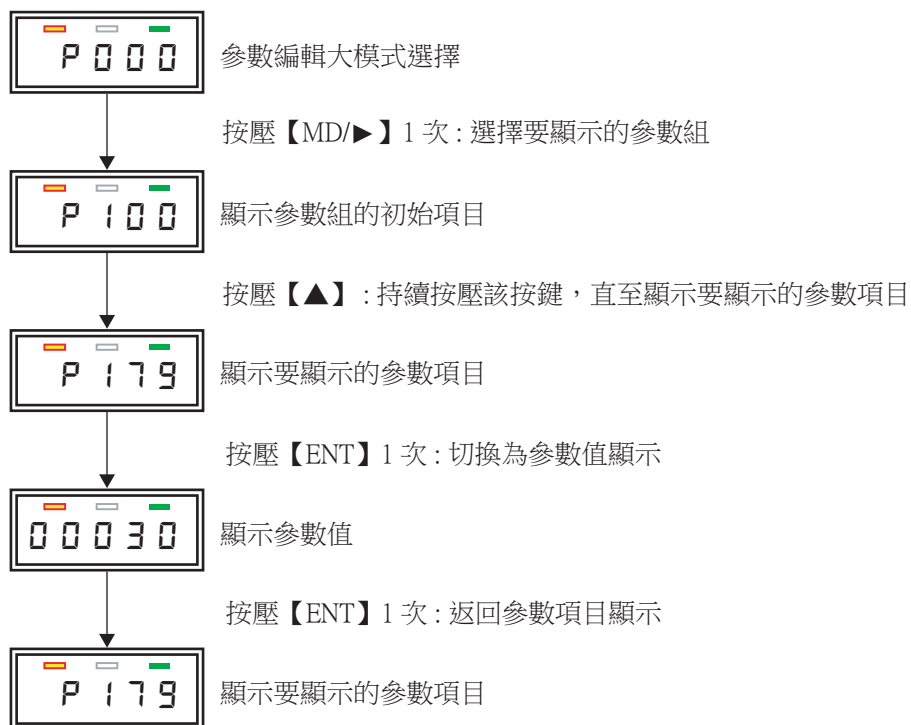 P000 參數編輯大模式選擇
按壓【MD/▶】1 次 : 選擇要顯示的參數組
P100 顯示參數組的初始項目
按壓【▲】 : 持續按壓該按鍵，直至顯示要顯示的參數項目
P179 顯示要顯示的參數項目
按壓【ENT】1 次 : 切換為參數值顯示
00030 顯示參數值
按壓【ENT】1 次 : 返回參數項目顯示
P179 顯示要顯示的參數項目